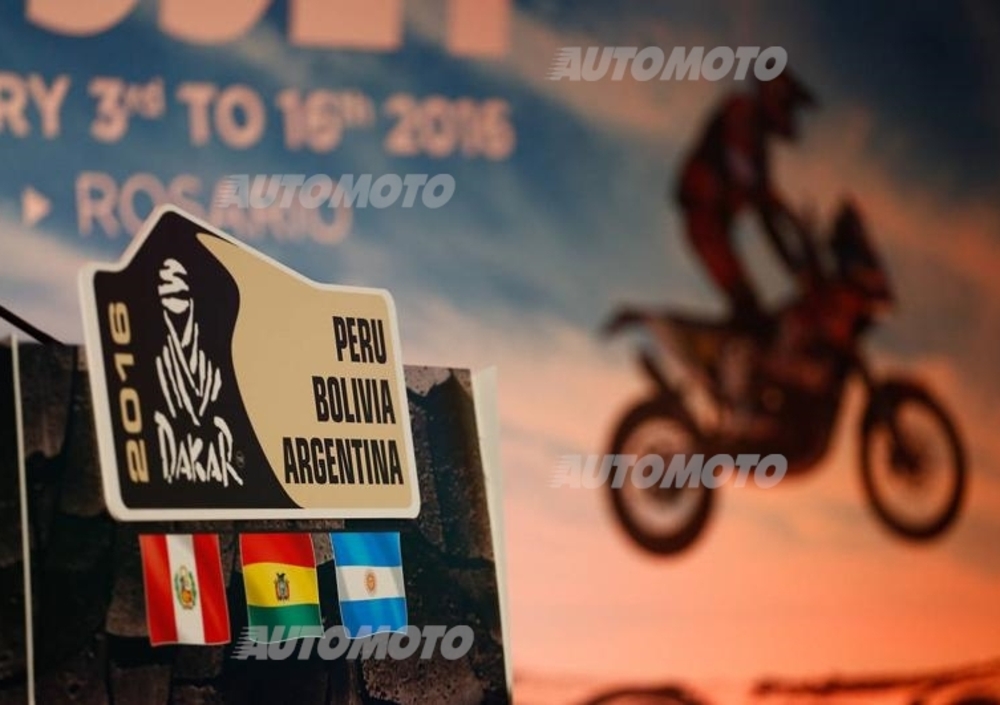 RY 3rd TO 16th 2016
ROSARIO
2016
DAKAR
PERU
BOLIVIA
ARGENTINA
AUTOMOTO
AUTOMOTO
AUTOMOTO
AUTOMOTO